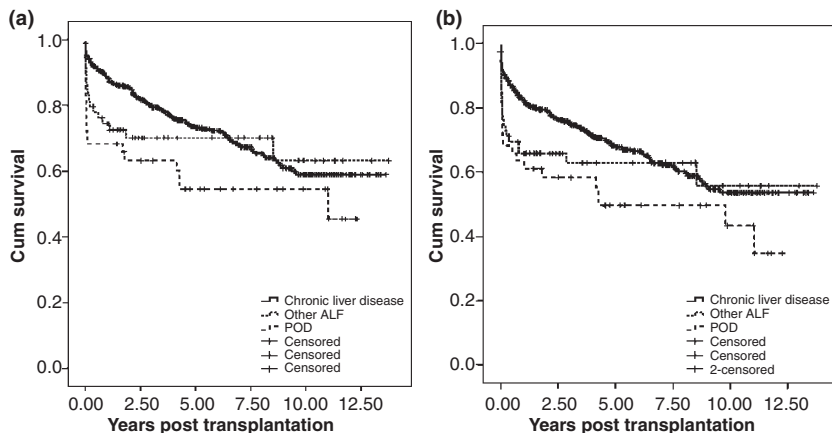 (a)
Cum survival
1.0
0.8
0.6
0.4
0.2
0.0
Chronic liver disease
Other ALF
POD
Censored
Censored
Censored
0.00 2.50 5.00 7.50 10.00 12.50
Years post transplantation
(b)
Cum survival
1.0
0.8
0.6
0.4
0.2
0.0
Chronic liver disease
Other ALF
POD
Censored
Censored
2-censored
0.00 2.50 5.00 7.50 10.00 12.50
Years post transplantation